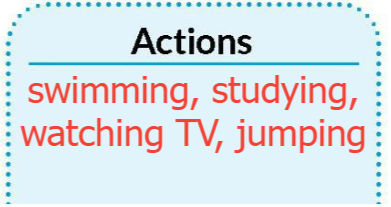 Actions
swimming, studying,
watching TV, jumping